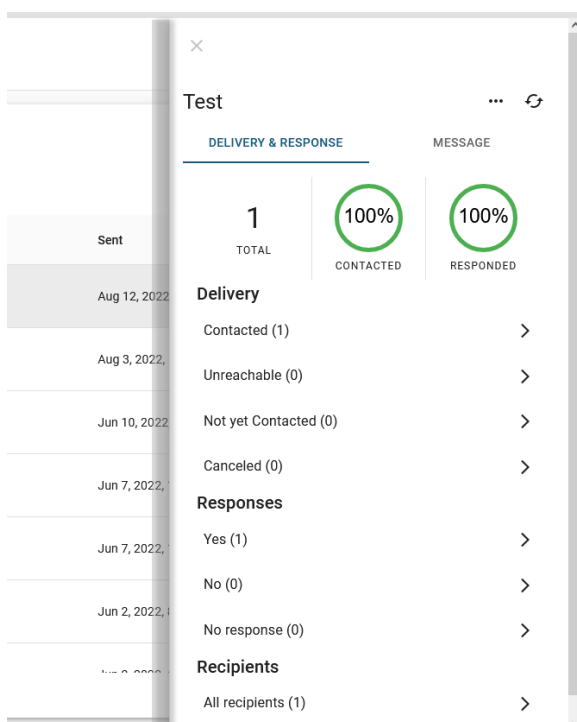 Test
DELIVERY & RESPONSE
MESSAGE
1
TOTAL
100%
CONTACTED
100%
RESPONDED
Sent
Aug 12, 2022
Aug 3, 2022,
Jun 10, 2022
Jun 7, 2022,
Jun 7, 2022,
Jun 2, 2022,
Delivery
Contacted (1)
Unreachable (0)
Not yet Contacted (0)
Canceled (0)
Responses
Yes (1)
No (0)
No response (0)
Recipients
All recipients (1)